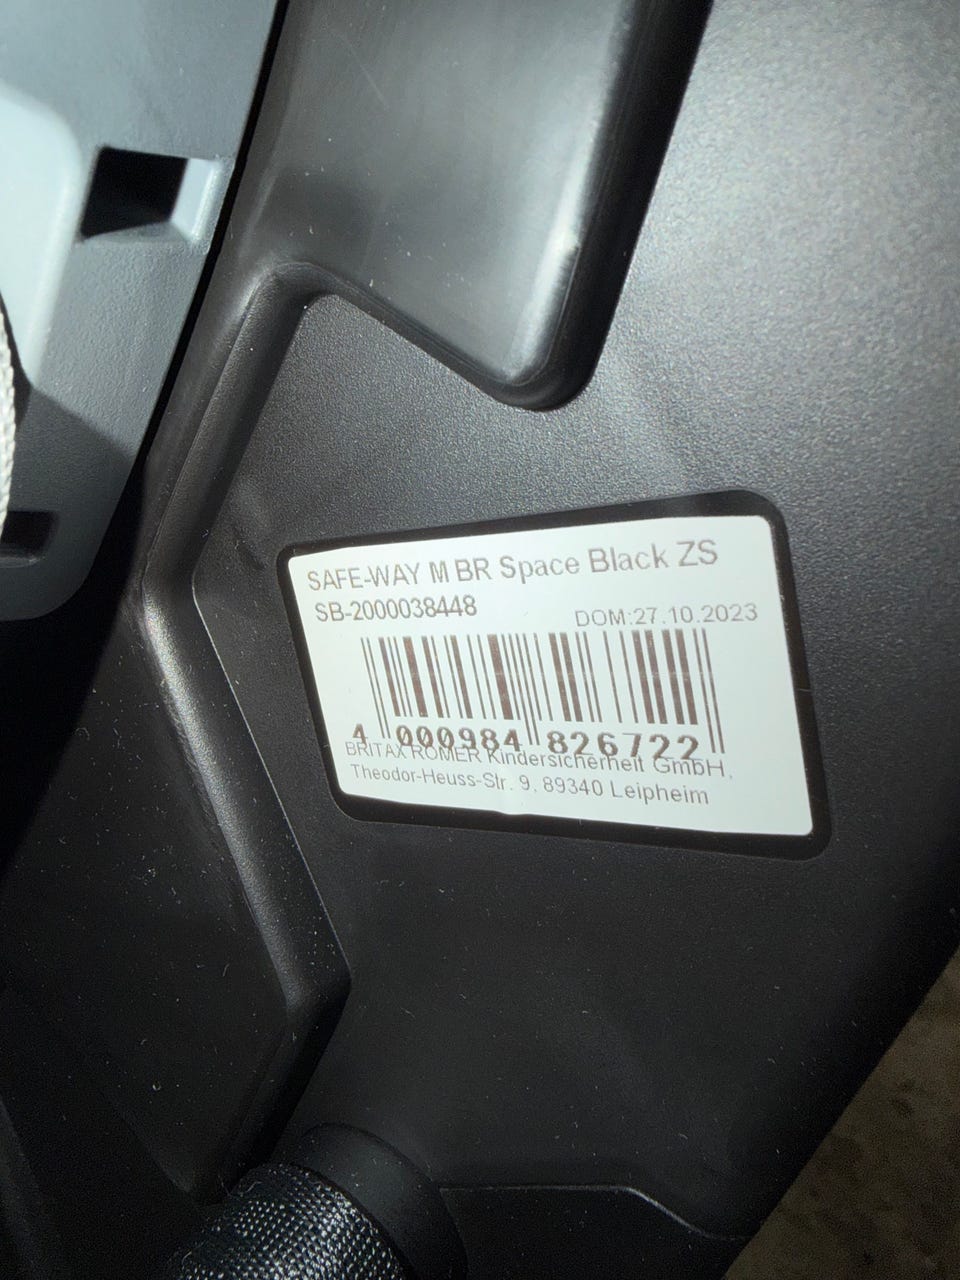 SAFE-WAY M BR Space Black ZS
SB-2000038448
DOM:27.10.2023
4 000984 826722
BRITAX RÖMER Kindersicherheit GmbH,
Theodor-Heuss-Str. 9, 89340 Leipheim